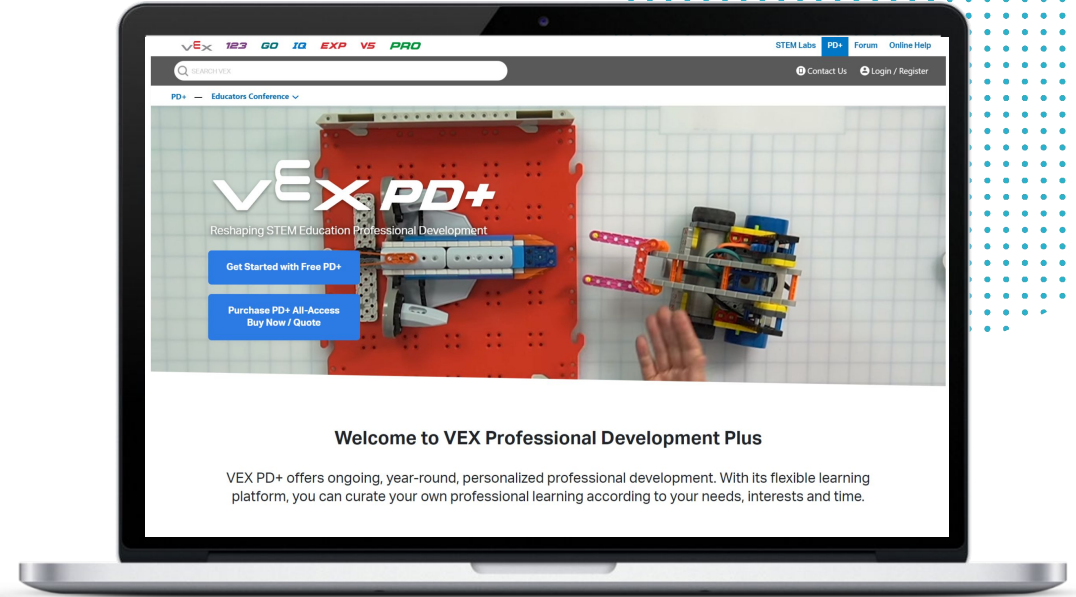 VEX 123 GO IQ EXP V5 PRO
STEM Labs PD+ Forum Online Help
SEARCH VEX
Contact Us Login / Register
PD+ — Educators Conference
VEX PD+
Reshaping STEM Education Professional Development
Get Started with Free PD+
Purchase PD+ All-Access
Buy Now / Quote
Welcome to VEX Professional Development Plus
VEX PD+ offers ongoing, year-round, personalized professional development. With its flexible learning
platform, you can curate your own professional learning according to your needs, interests and time.